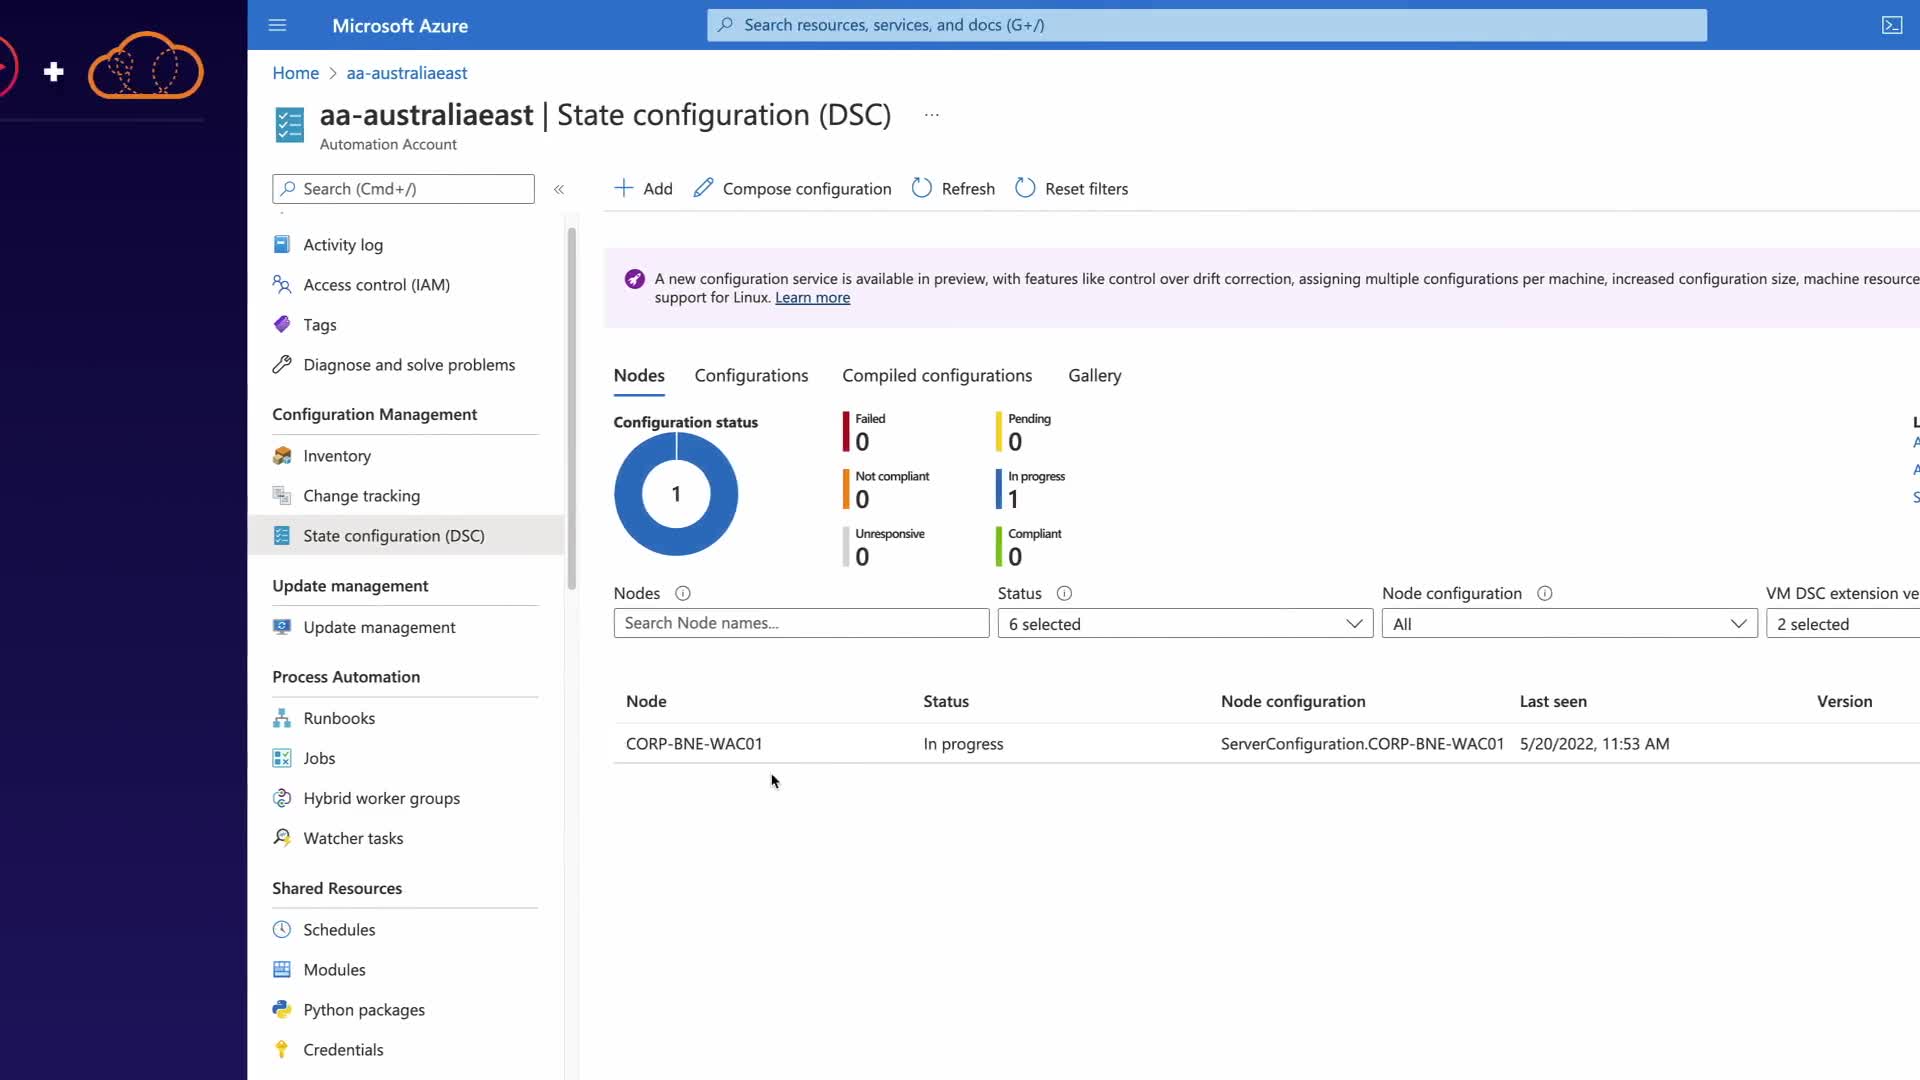 Microsoft Azure
Search resources, services, and docs (G+/)
Home > aa-australiaeast
aa-australiaeast | State configuration (DSC) ...
Automation Account
Search (Cmd+/)
«
Add
Compose configuration
Refresh
Reset filters
Activity log
Access control (IAM)
Tags
Diagnose and solve problems
Configuration Management
Inventory
Change tracking
State configuration (DSC)
Update management
Update management
Process Automation
Runbooks
Jobs
Hybrid worker groups
Watcher tasks
Shared Resources
Schedules
Modules
Python packages
Credentials
A new configuration service is available in preview, with features like control over drift correction, assigning multiple configurations per machine, increased configuration size, machine resource
support for Linux. Learn more
Nodes
Configurations
Compiled configurations
Gallery
Configuration status
1
Failed
0
Pending
0
Not compliant
0
In progress
1
Unresponsive
0
Compliant
0
Nodes
Status
Node configuration
VM DSC extension ve
Search Node names...
6 selected
All
2 selected
Node Status Node configuration Last seen Version
CORP-BNE-WAC01 In progress ServerConfiguration.CORP-BNE-WAC01 5/20/2022, 11:53 AM